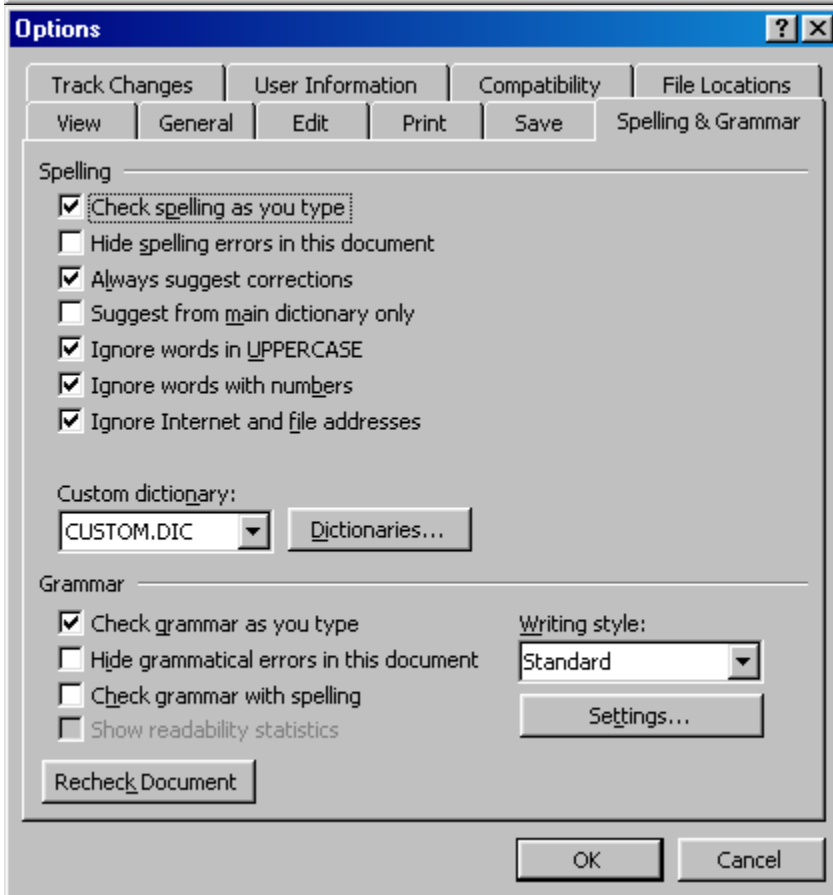 Options
Track Changes User Information Compatibility File Locations
View General Edit Print Save Spelling & Grammar
Spelling
Check spelling as you type
Hide spelling errors in this document
Always suggest corrections
Suggest from main dictionary only
Ignore words in UPPERCASE
Ignore words with numbers
Ignore Internet and file addresses
Custom dictionary:
CUSTOM.DIC Dictionaries...
Grammar
Check grammar as you type Writing style:
Hide grammatical errors in this document Standard
Check grammar with spelling
Show readability statistics Settings...
Recheck Document
OK Cancel